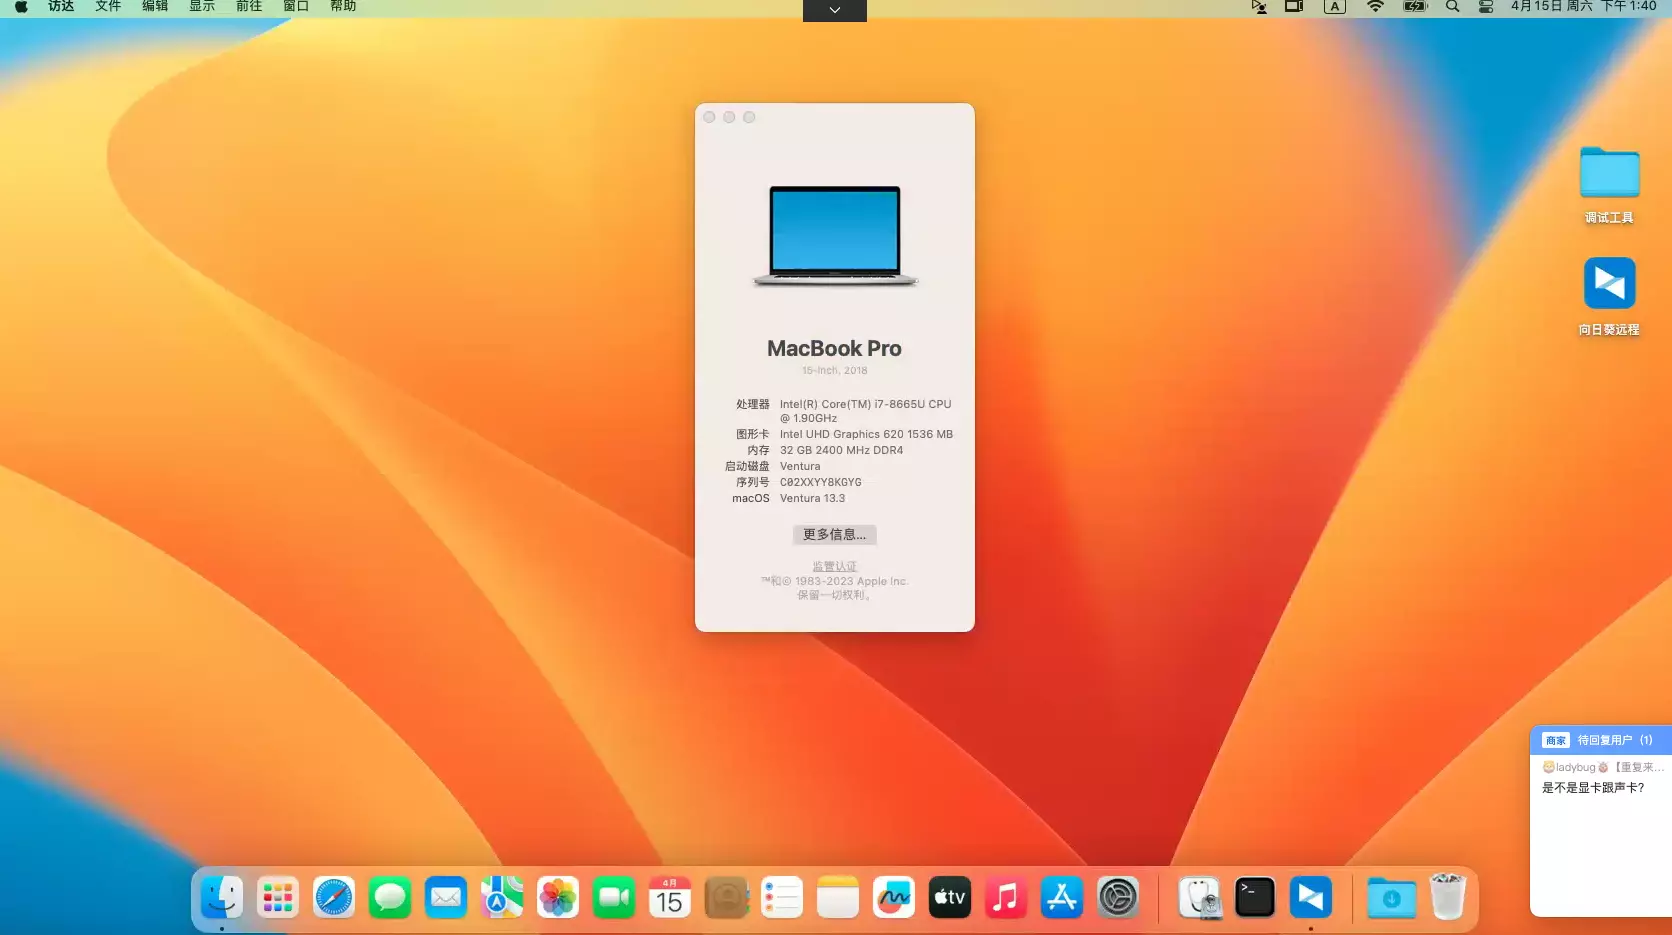 访达 文件 编辑 显示 前往 窗口 帮助
A 4月15日 周六 下午1:40
调试工具
向日葵远程
MacBook Pro
15-inch, 2018
处理器 Intel(R) Core(TM) i7-8665U CPU
@ 1.90GHz
图形卡 Intel UHD Graphics 620 1536 MB
内存 32 GB 2400 MHz DDR4
启动磁盘 Ventura
序列号 C02XXYY8KGYG
macOS Ventura 13.3
更多信息...
监管认证
™和© 1983-2023 Apple Inc.
保留一切权利。
商家 待回复用户 (1)
ladybug 【重复来...
是不是显卡跟声卡?
4月
15
tv